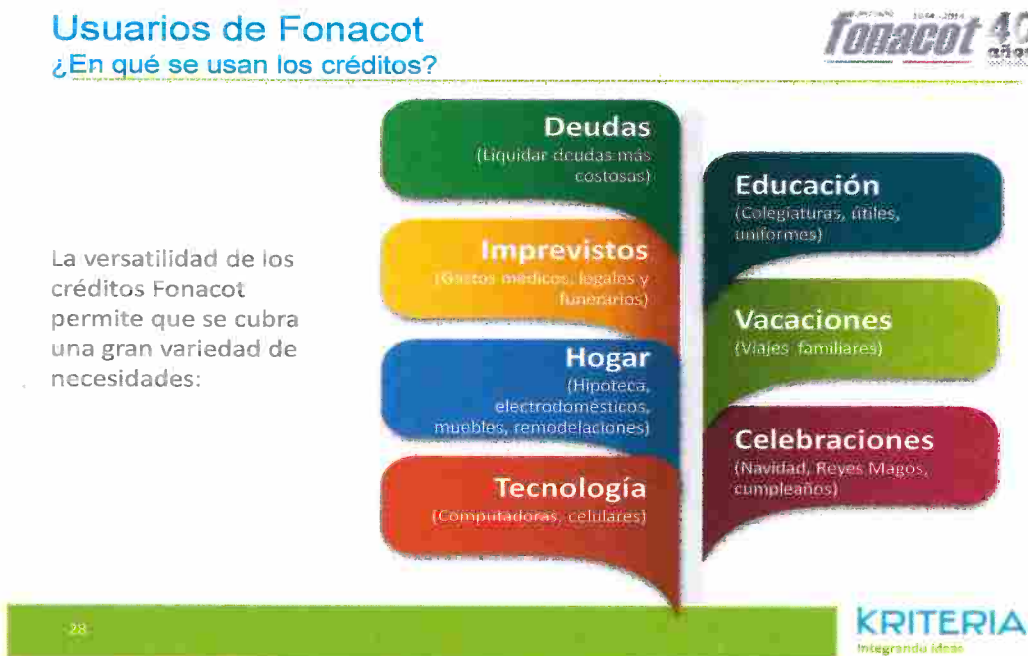 Usuarios de Fonacot
¿En qué se usan los créditos?
fonacot 40
años
La versatilidad de los
créditos Fonacot
permite que se cubra
una gran variedad de
necesidades:
Deudas
(Liquidar deudas más
costosas)
Imprevistos
(Gastos médicos, legales y
funerarios)
Hogar
(Hipoteca,
electrodomésticos,
muebles, remodelaciones)
Tecnología
(Computadoras, celulares)
Educación
(Colegiaturas, útiles,
uniformes)
Vacaciones
(Viajes familiares)
Celebraciones
(Navidad, Reyes Magos,
cumpleaños)
28
KRITERIA
Integrando ideas